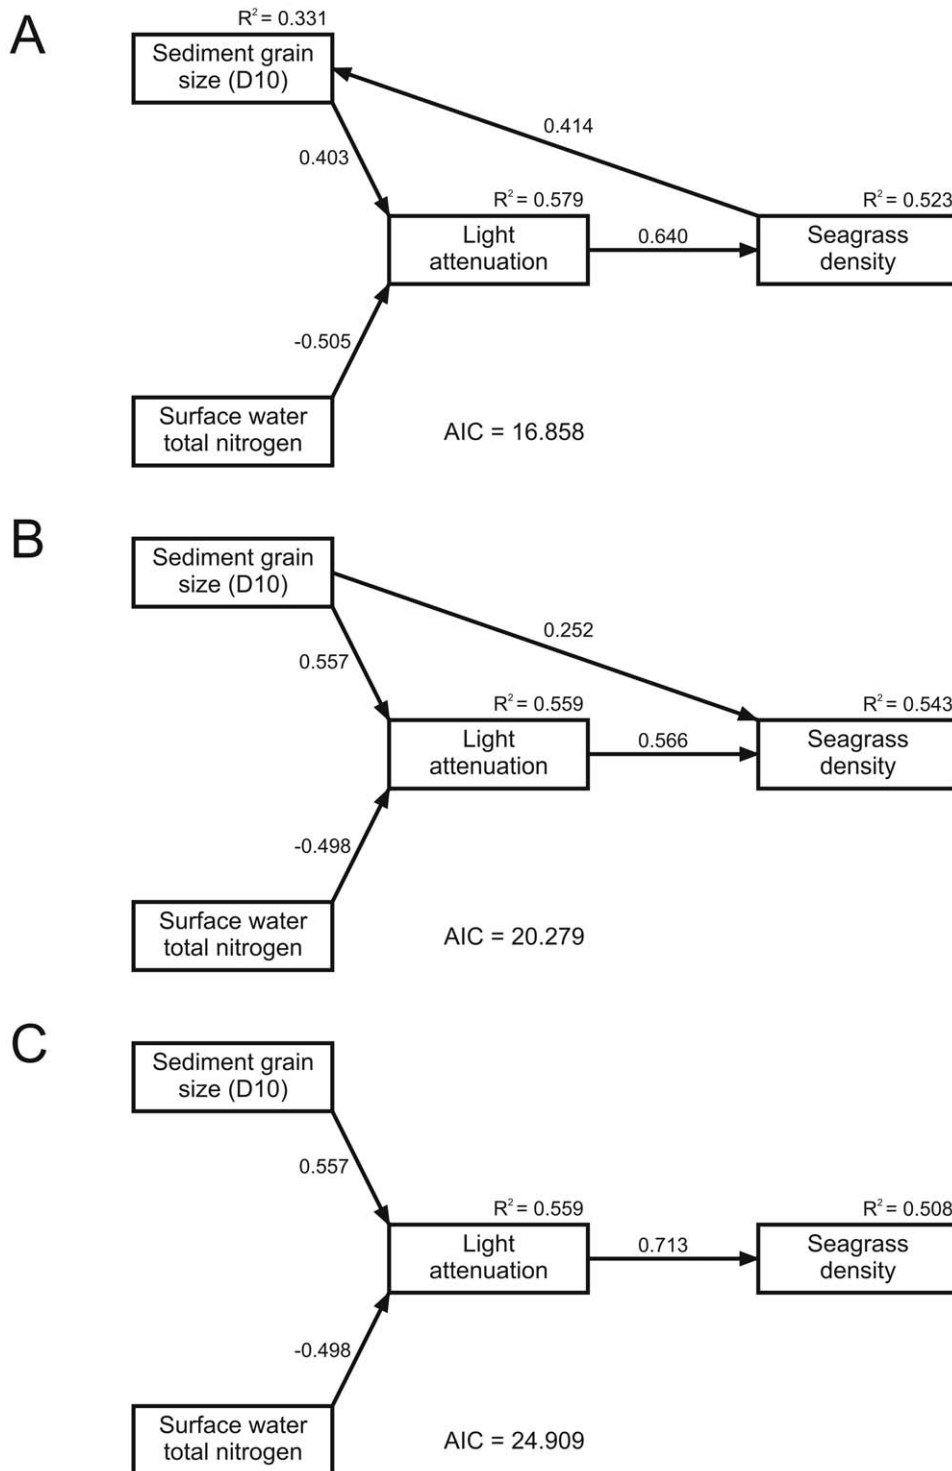 A
R² = 0.331
Sediment grain
size (D10)
0.414
0.403
R² = 0.579
R² = 0.523
Light
attenuation
0.640
Seagrass
density
-0.505
Surface water
total nitrogen
AIC = 16.858
B
Sediment grain
size (D10)
0.252
0.557
R² = 0.559
R² = 0.543
Light
attenuation
0.566
Seagrass
density
-0.498
Surface water
total nitrogen
AIC = 20.279
C
Sediment grain
size (D10)
0.557
R² = 0.559
R² = 0.508
Light
attenuation
0.713
Seagrass
density
-0.498
Surface water
total nitrogen
AIC = 24.909